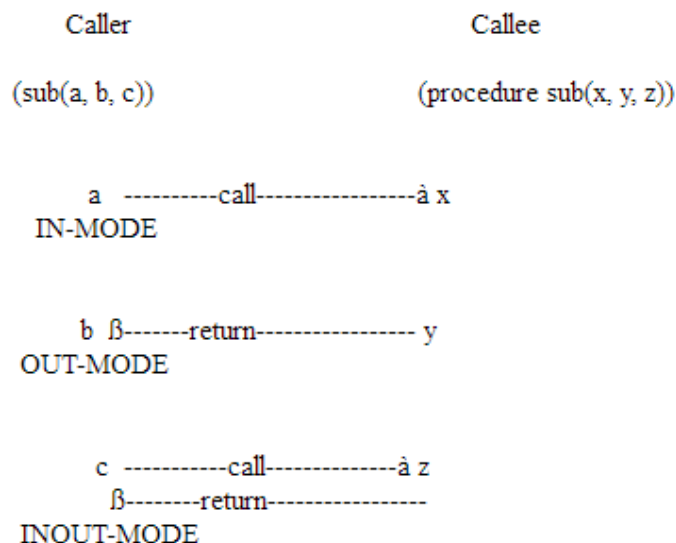 Caller Callee
(sub(a, b, c)) (procedure sub(x, y, z))
a ----------call-----------------à x
IN-MODE
b ß-------return----------------- y
OUT-MODE
c -----------call--------------à z
ß--------return-----------------
INOUT-MODE